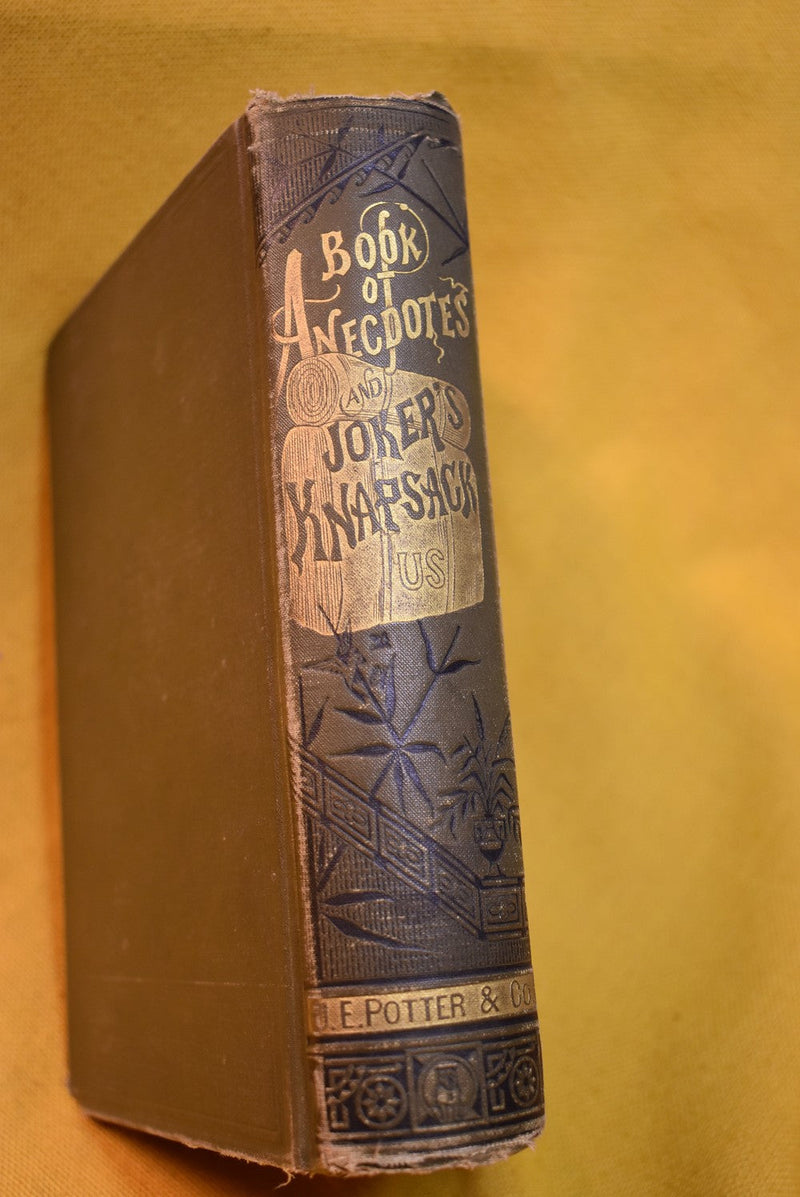 A BOOK
OF
ANECDOTES
AND
JOKER'S
KNAPSACK
US
J.E. POTTER & CO